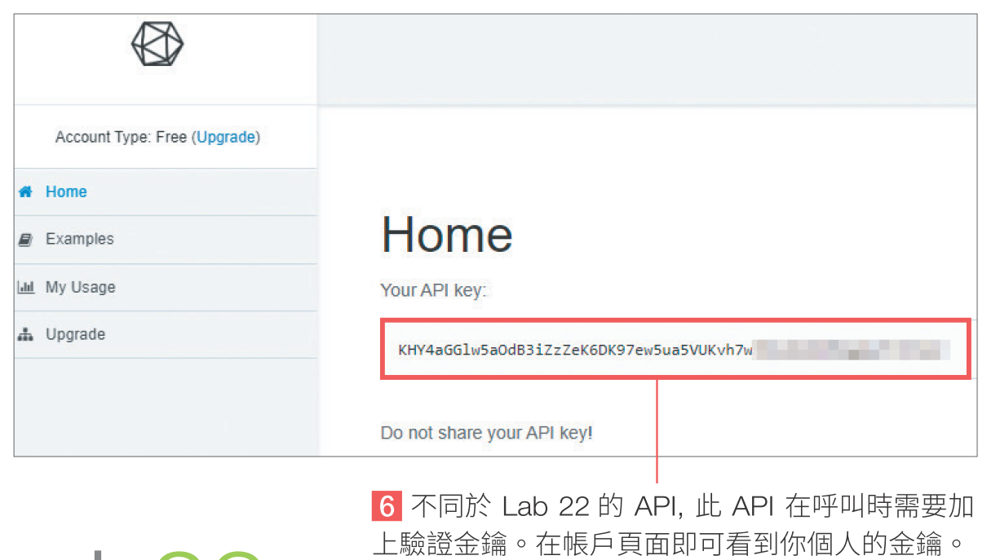 Account Type: Free (Upgrade)
Home
Examples
My Usage
Upgrade
Home
Your API key:
KHY4aGGlw5aOdB3iZzZeK6DK97ew5ua5VUKvh7w
Do not share your API key!
6 不同於 Lab 22 的 API, 此 API 在呼叫時需要加
上驗證金鑰。在帳戶頁面即可看到你個人的金鑰。